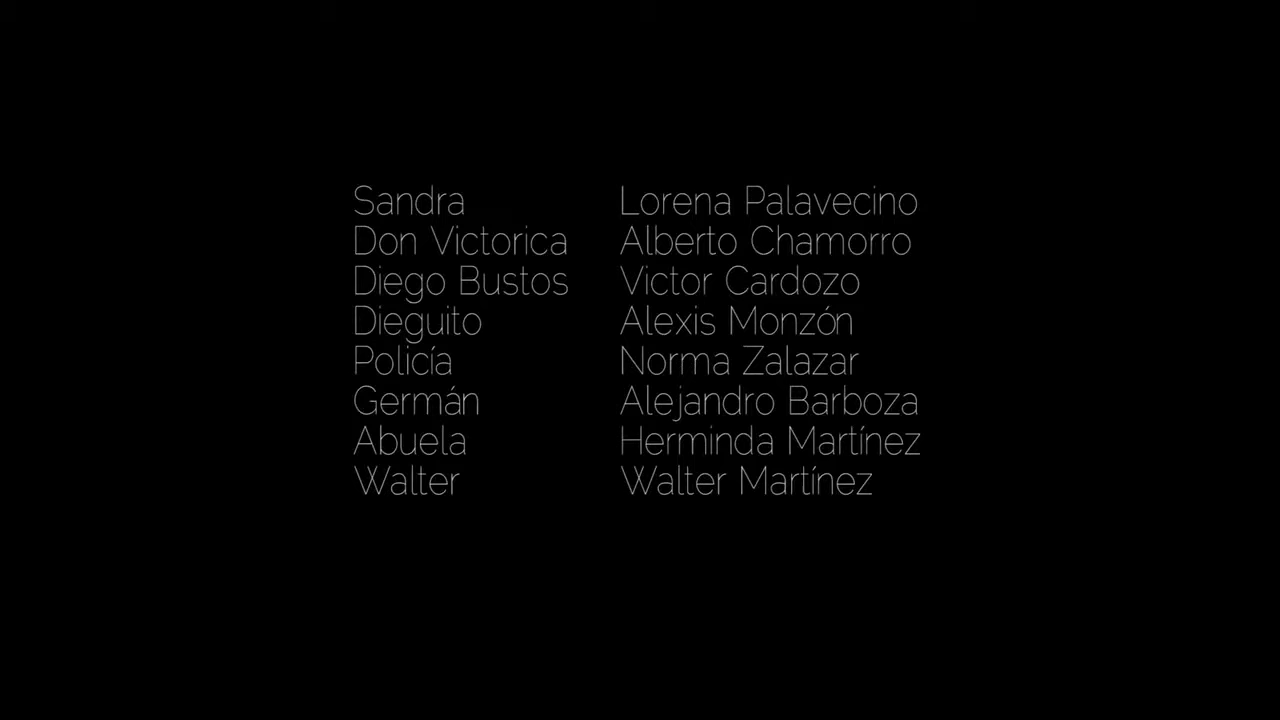 Sandra Lorena Palavecino
Don Victorica Alberto Chamorro
Diego Bustos Victor Cardozo
Dieguito Alexis Monzón
Policía Norma Zalazar
Germán Alejandro Barboza
Abuela Herminda Martínez
Walter Walter Martínez